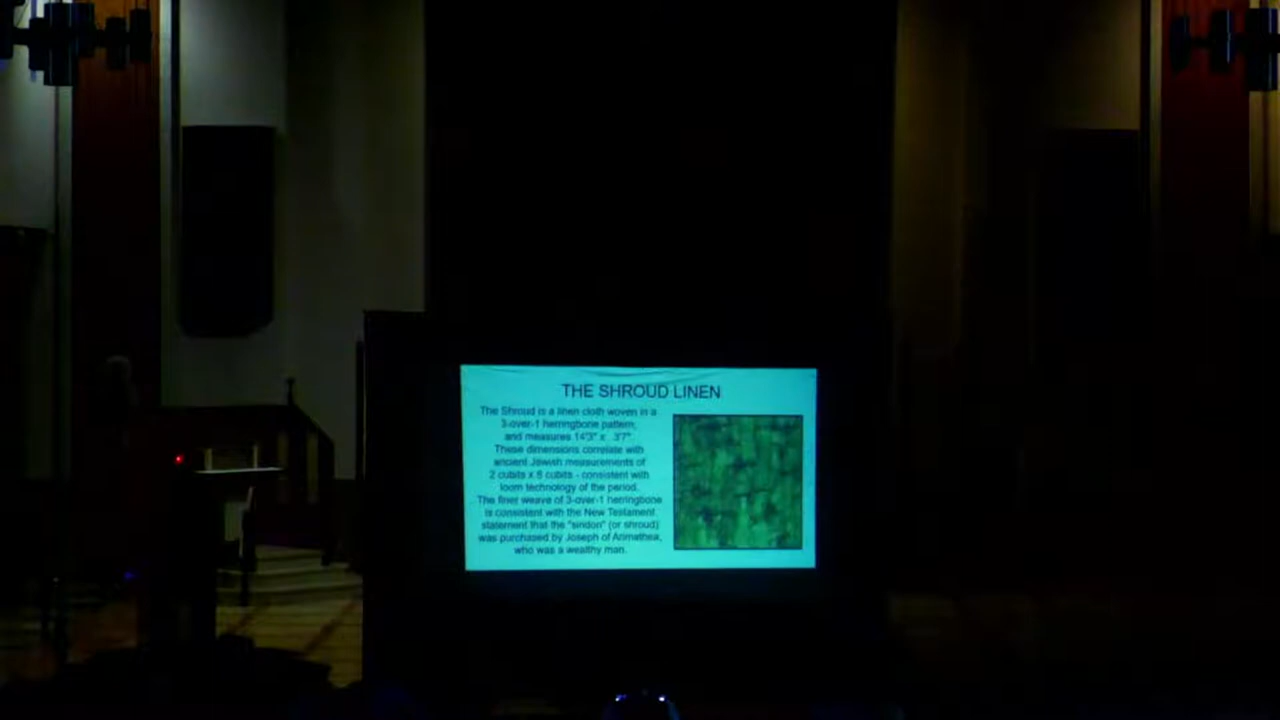 THE SHROUD LINEN
The Shroud is a linen cloth woven in a
3-over-1 herringbone pattern,
and measures 14'3" x 3'7".
These dimensions correlate with
ancient Jewish measurements of
2 cubits x 8 cubits - consistent with
loom technology of the period.
The finer weave of 3-over-1 herringbone
is consistent with the New Testament
statement that the "sindon" (or shroud)
was purchased by Joseph of Arimathea,
who was a wealthy man.